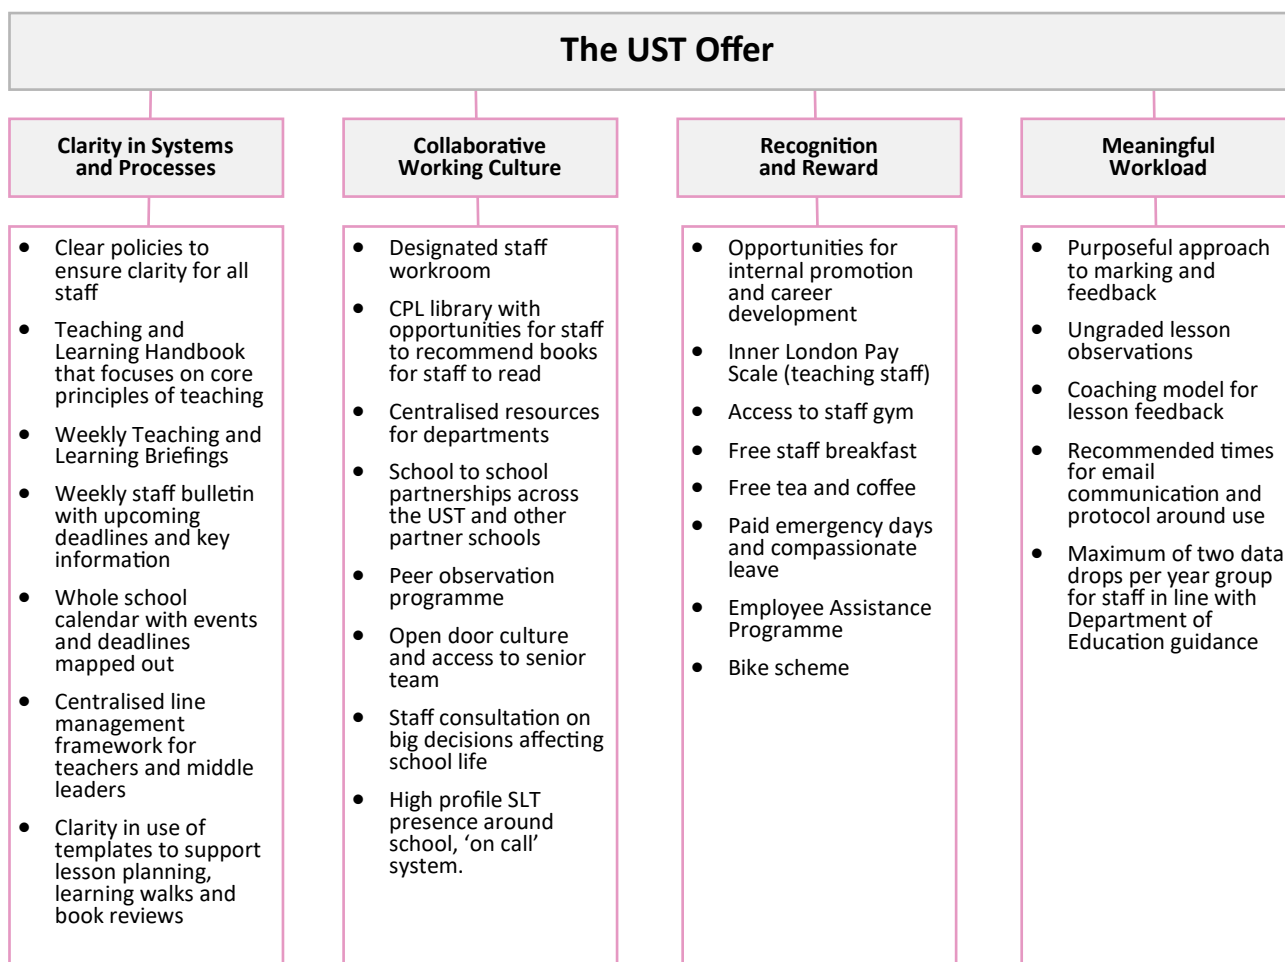 The UST Offer
Clarity in Systems
and Processes
• Clear policies to
ensure clarity for all
staff
• Teaching and
Learning Handbook
that focuses on core
principles of teaching
• Weekly Teaching and
Learning Briefings
• Weekly staff bulletin
with upcoming
deadlines and key
information
• Whole school
calendar with events
and deadlines
mapped out
• Centralised line
management
framework for
teachers and middle
leaders
• Clarity in use of
templates to support
lesson planning,
learning walks and
book reviews
Collaborative
Working Culture
• Designated staff
workroom
• CPL library with
opportunities for staff
to recommend books
for staff to read
• Centralised resources
for departments
• School to school
partnerships across
the UST and other
partner schools
• Peer observation
programme
• Open door culture
and access to senior
team
• Staff consultation on
big decisions affecting
school life
• High profile SLT
presence around
school, ‘on call’
system.
Recognition
and Reward
• Opportunities for
internal promotion
and career
development
• Inner London Pay
Scale (teaching staff)
• Access to staff gym
• Free staff breakfast
• Free tea and coffee
• Paid emergency days
and compassionate
leave
• Employee Assistance
Programme
• Bike scheme
Meaningful
Workload
• Purposeful approach
to marking and
feedback
• Ungraded lesson
observations
• Coaching model for
lesson feedback
• Recommended times
for email
communication and
protocol around use
• Maximum of two data
drops per year group
for staff in line with
Department of
Education guidance